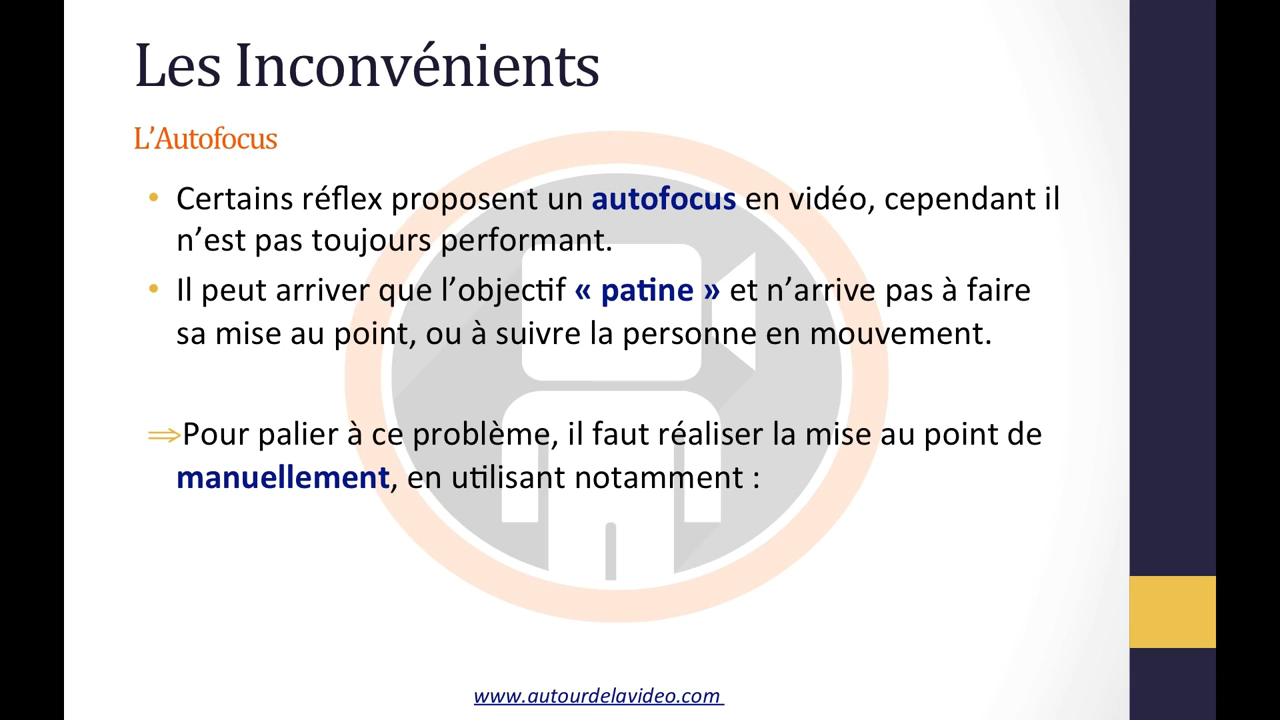 Les Inconvénients
L’Autofocus
• Certains réflex proposent un autofocus en vidéo, cependant il
n’est pas toujours performant.
• Il peut arriver que l’objectif « patine » et n’arrive pas à faire
sa mise au point, ou à suivre la personne en mouvement.
⇒Pour palier à ce problème, il faut réaliser la mise au point de
manuellement, en utilisant notamment :
www.autourdelavideo.com